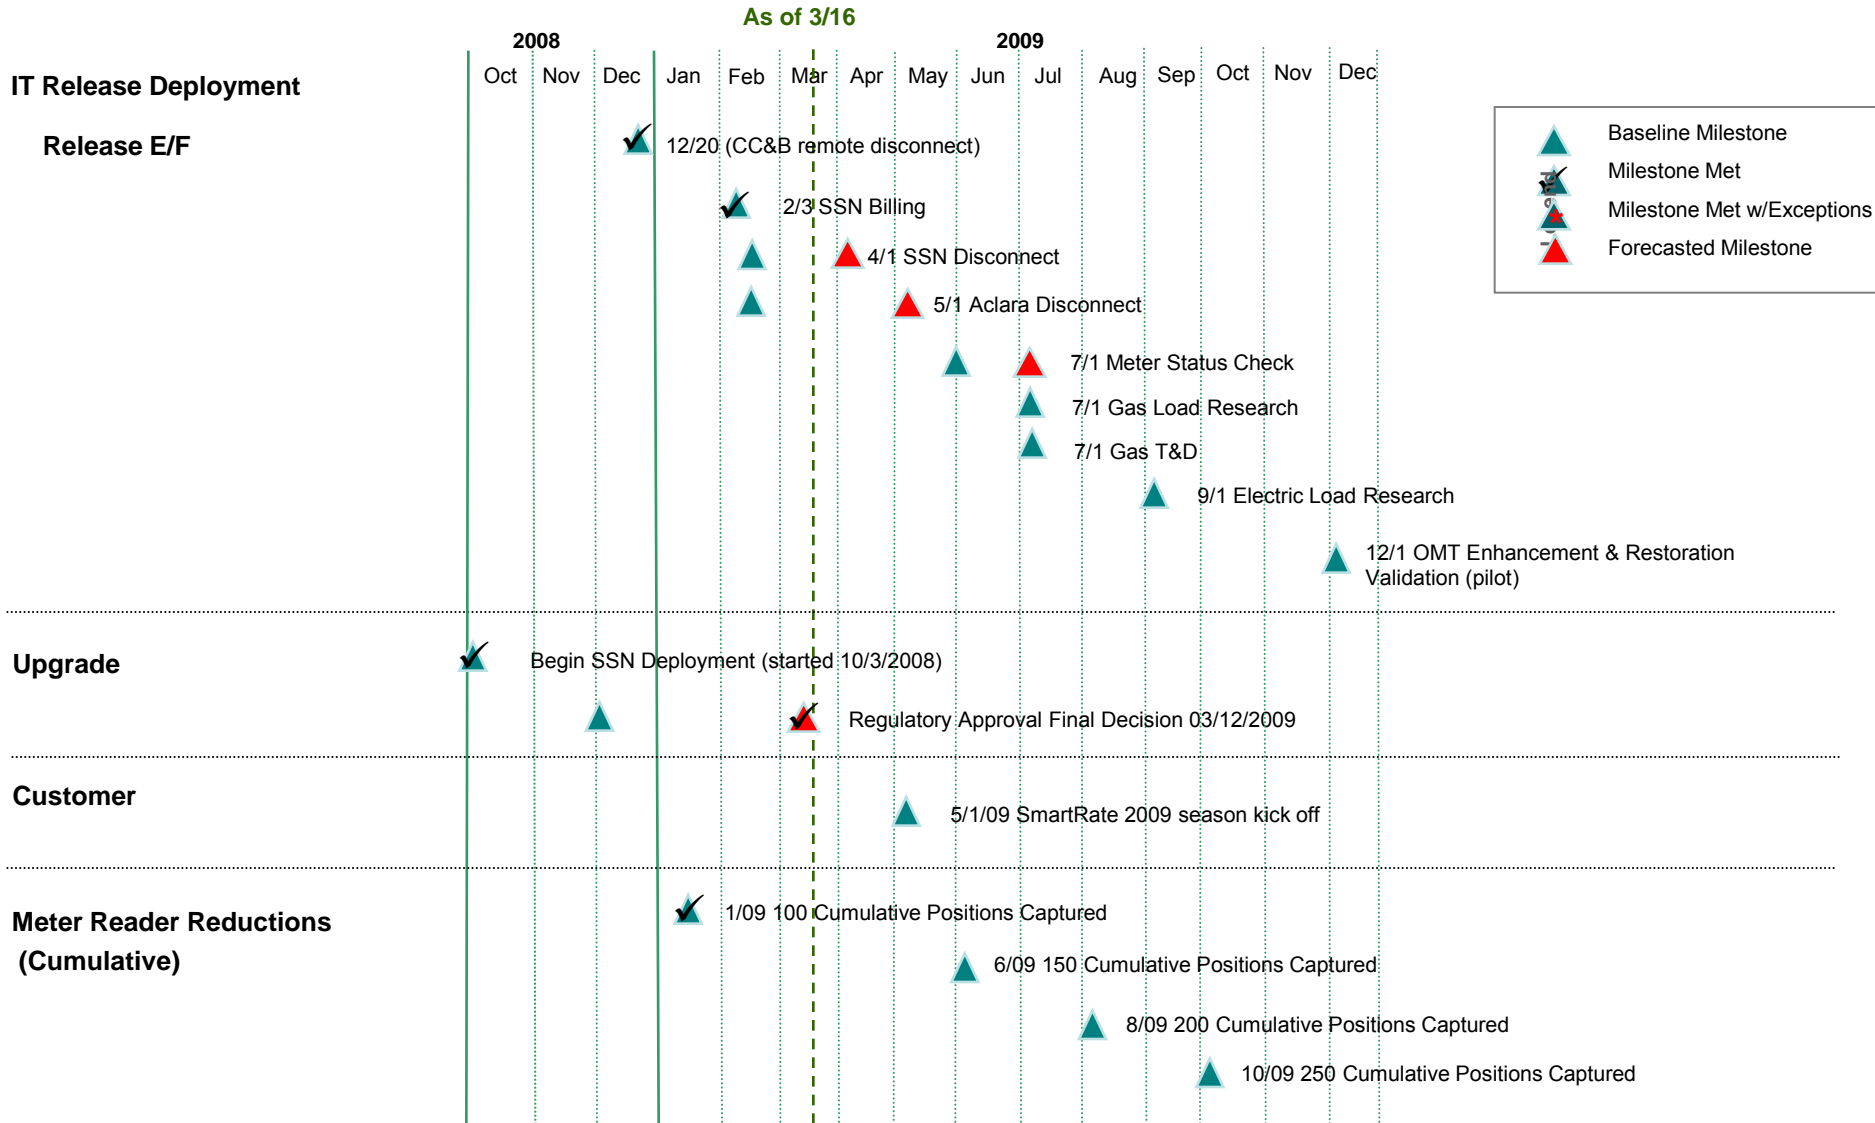 As of 3/16
2008
2009
Oct Nov Dec Jan Feb Mar Apr May Jun Jul Aug Sep Oct Nov Dec
IT Release Deployment
Release E/F
12/20 (CC&B remote disconnect)
2/3 SSN Billing
4/1 SSN Disconnect
5/1 Aclara Disconnect
7/1 Meter Status Check
7/1 Gas Load Research
7/1 Gas T&D
9/1 Electric Load Research
12/1 OMT Enhancement & Restoration
Validation (pilot)
Baseline Milestone
Milestone Met
Milestone Met w/Exceptions
Forecasted Milestone
Upgrade
Begin SSN Deployment (started 10/3/2008)
Regulatory Approval Final Decision 03/12/2009
Customer
5/1/09 SmartRate 2009 season kick off
Meter Reader Reductions
(Cumulative)
1/09 100 Cumulative Positions Captured
6/09 150 Cumulative Positions Captured
8/09 200 Cumulative Positions Captured
10/09 250 Cumulative Positions Captured